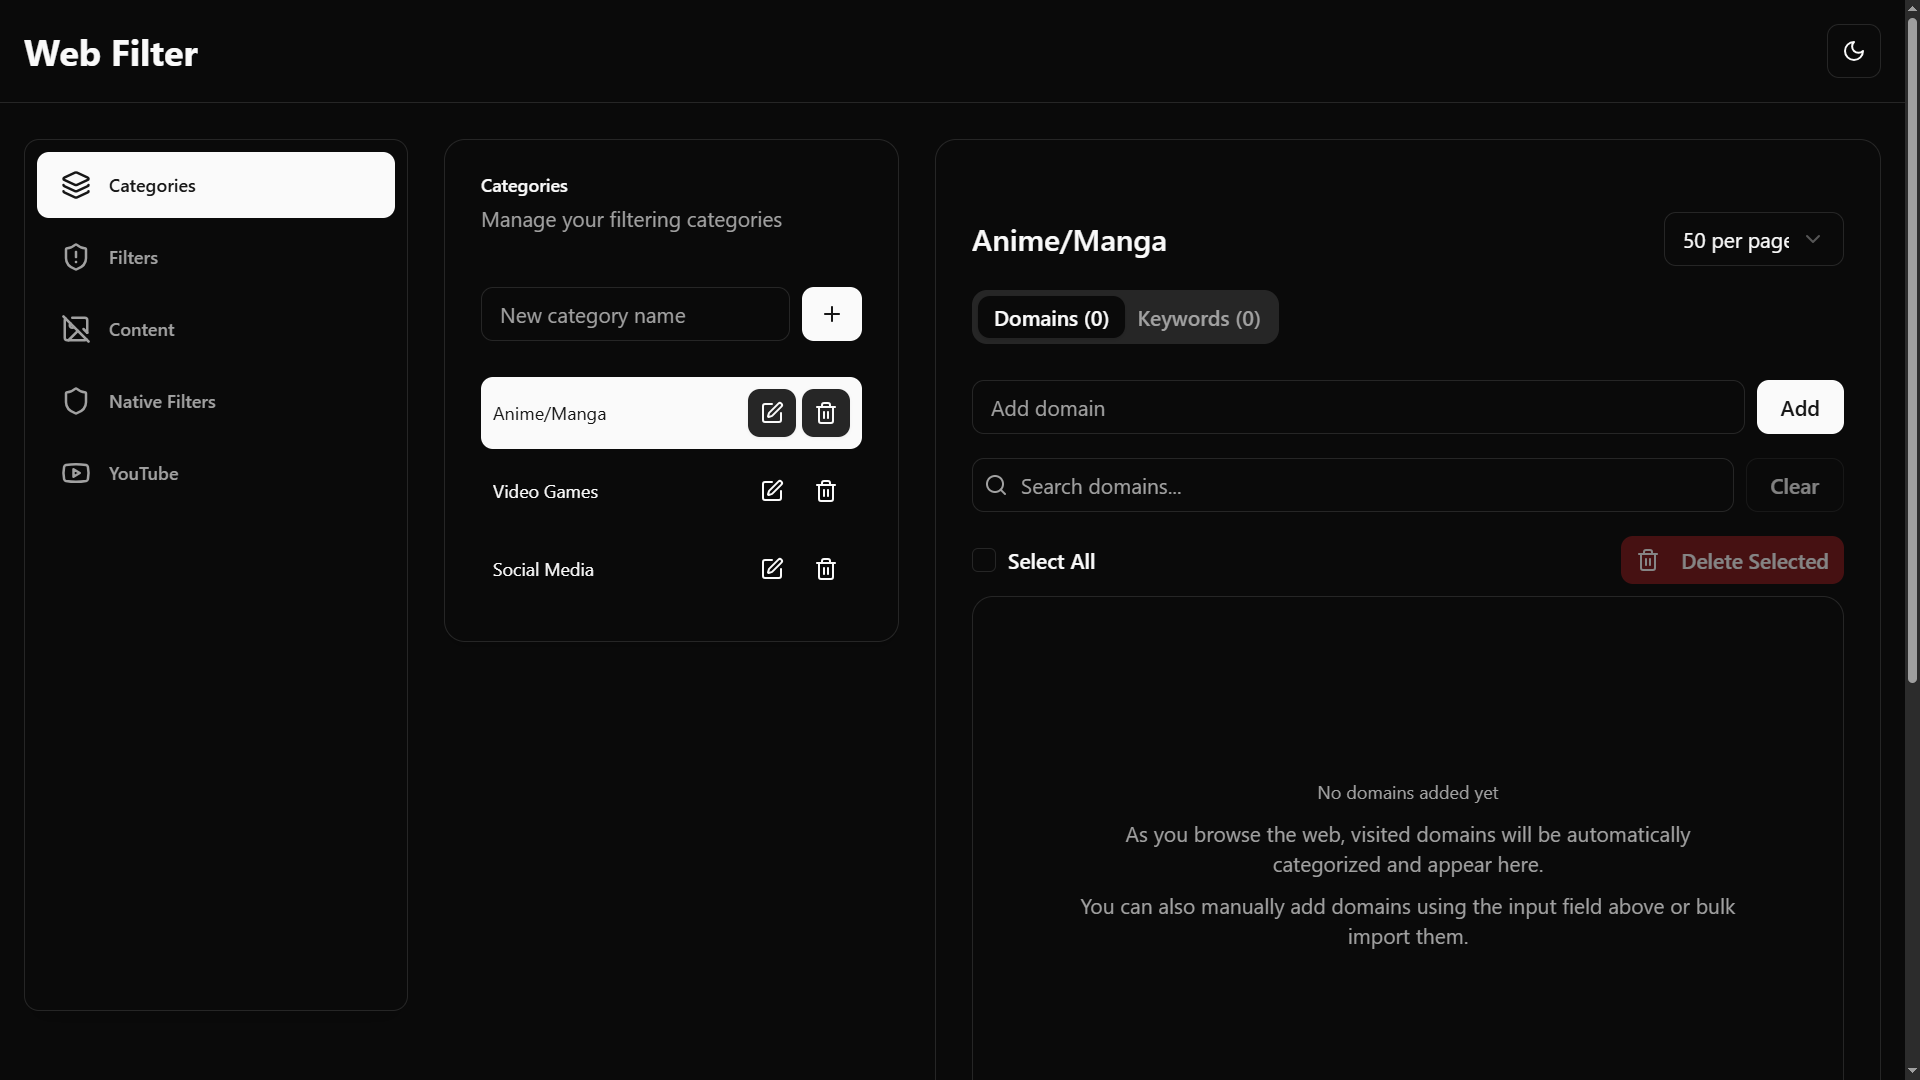 Web Filter
Categories
Filters
Content
Native Filters
YouTube
Categories
Manage your filtering categories
New category name
Anime/Manga
Video Games
Social Media
Anime/Manga
50 per page
Domains (0)
Keywords (0)
Add domain
Add
Search domains...
Clear
Select All
Delete Selected
No domains added yet
As you browse the web, visited domains will be automatically
categorized and appear here.
You can also manually add domains using the input field above or bulk
import them.